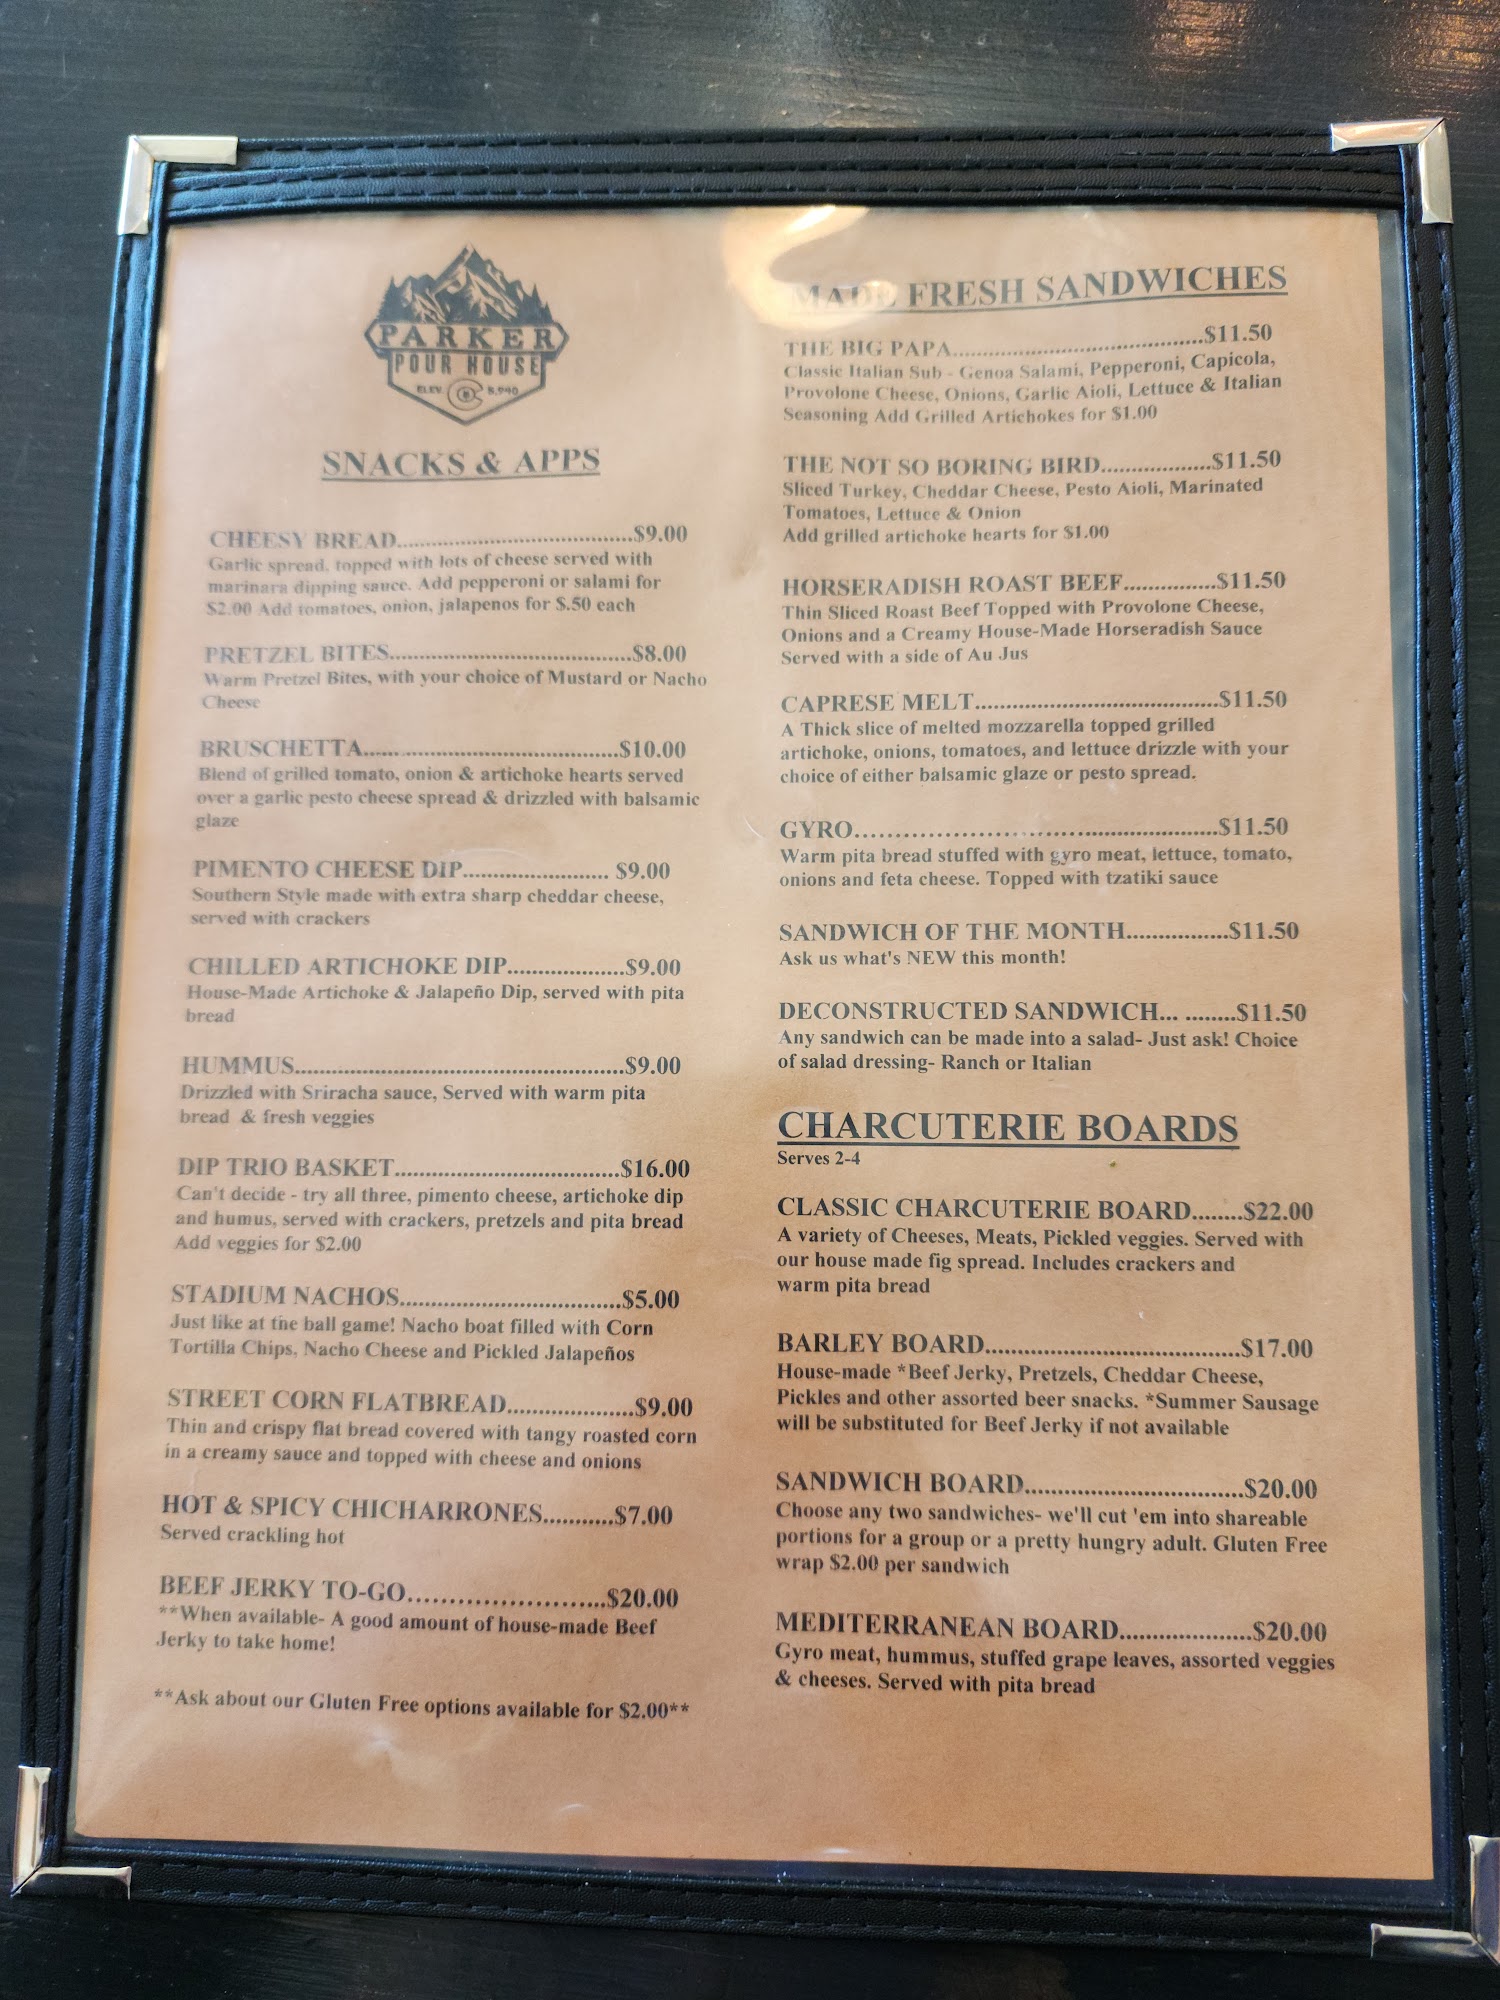 PARKER
POUR HOUSE
ELEV. 5,940
SNACKS & APPS
CHEESY BREAD.....................................$9.00
Garlic spread, topped with lots of cheese served with
marinara dipping sauce. Add pepperoni or salami for
$2.00 Add tomatoes, onion, jalapenos for $.50 each
PRETZEL BITES......................................$8.00
Warm Pretzel Bites, with your choice of Mustard or Nacho
Cheese
BRUSCHETTA........................................$10.00
Blend of grilled tomato, onion & artichoke hearts served
over a garlic pesto cheese spread & drizzled with balsamic
glaze
PIMENTO CHEESE DIP....................... $9.00
Southern Style made with extra sharp cheddar cheese,
served with crackers
CHILLED ARTICHOKE DIP...................$9.00
House-Made Artichoke & Jalapeño Dip, served with pita
bread
HUMMUS....................................................$9.00
Drizzled with Sriracha sauce, Served with warm pita
bread & fresh veggies
DIP TRIO BASKET....................................$16.00
Can't decide - try all three, pimento cheese, artichoke dip
and humus, served with crackers, pretzels and pita bread
Add veggies for $2.00
STADIUM NACHOS...................................$5.00
Just like at the ball game! Nacho boat filled with Corn
Tortilla Chips, Nacho Cheese and Pickled Jalapeños
STREET CORN FLATBREAD....................$9.00
Thin and crispy flat bread covered with tangy roasted corn
in a creamy sauce and topped with cheese and onions
HOT & SPICY CHICHARRONES...........$7.00
Served crackling hot
BEEF JERKY TO-GO........................$20.00
**When available- A good amount of house-made Beef
Jerky to take home!
**Ask about our Gluten Free options available for $2.00**
MADE FRESH SANDWICHES
THE BIG PAPA........................................$11.50
Classic Italian Sub - Genoa Salami, Pepperoni, Capicola,
Provolone Cheese, Onions, Garlic Aioli, Lettuce & Italian
Seasoning Add Grilled Artichokes for $1.00
THE NOT SO BORING BIRD..................$11.50
Sliced Turkey, Cheddar Cheese, Pesto Aioli, Marinated
Tomatoes, Lettuce & Onion
Add grilled artichoke hearts for $1.00
HORSERADISH ROAST BEEF...............$11.50
Thin Sliced Roast Beef Topped with Provolone Cheese,
Onions and a Creamy House-Made Horseradish Sauce
Served with a side of Au Jus
CAPRESE MELT.......................................$11.50
A Thick slice of melted mozzarella topped grilled
artichoke, onions, tomatoes, and lettuce drizzle with your
choice of either balsamic glaze or pesto spread.
GYRO..................................................$11.50
Warm pita bread stuffed with gyro meat, lettuce, tomato,
onions and feta cheese. Topped with tzatiki sauce
SANDWICH OF THE MONTH................$11.50
Ask us what's NEW this month!
DECONSTRUCTED SANDWICH... ........$11.50
Any sandwich can be made into a salad- Just ask! Choice
of salad dressing- Ranch or Italian
CHARCUTERIE BOARDS
Serves 2-4
CLASSIC CHARCUTERIE BOARD........$22.00
A variety of Cheeses, Meats, Pickled veggies. Served with
our house made fig spread. Includes crackers and
warm pita bread
BARLEY BOARD........................................$17.00
House-made *Beef Jerky, Pretzels, Cheddar Cheese,
Pickles and other assorted beer snacks. *Summer Sausage
will be substituted for Beef Jerky if not available
SANDWICH BOARD..................................$20.00
Choose any two sandwiches- we'll cut 'em into shareable
portions for a group or a pretty hungry adult. Gluten Free
wrap $2.00 per sandwich
MEDITERRANEAN BOARD.....................$20.00
Gyro meat, hummus, stuffed grape leaves, assorted veggies
& cheeses. Served with pita bread